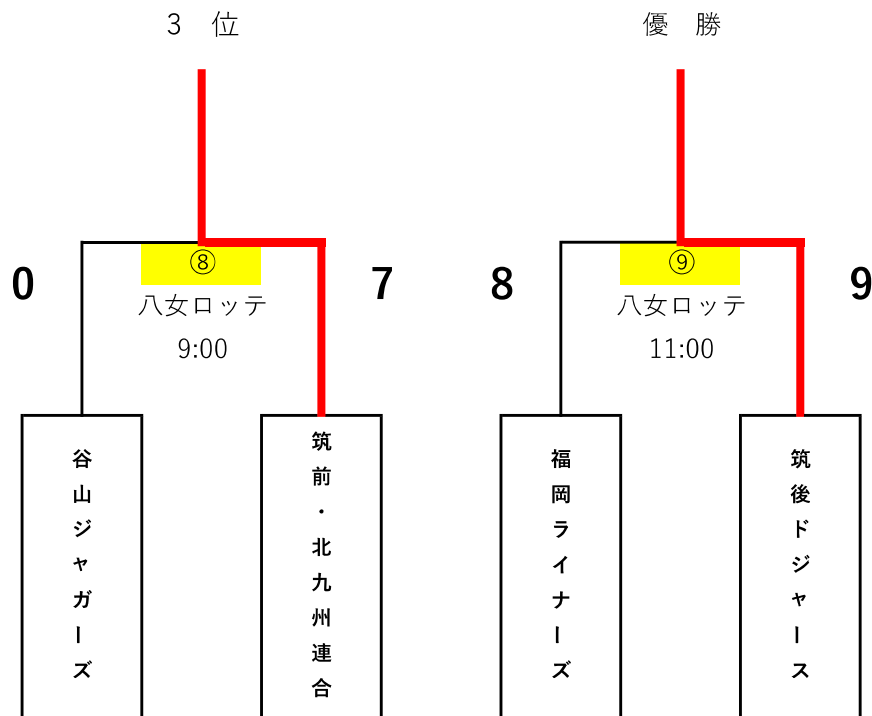 3 位
優 勝
⑧
⑨
0
7
8
9
八女ロッテ
八女ロッテ
9:00
11:00
谷山ジャガーズ
筑前・北九州連合
福岡ライナーズ
筑後ドジャース